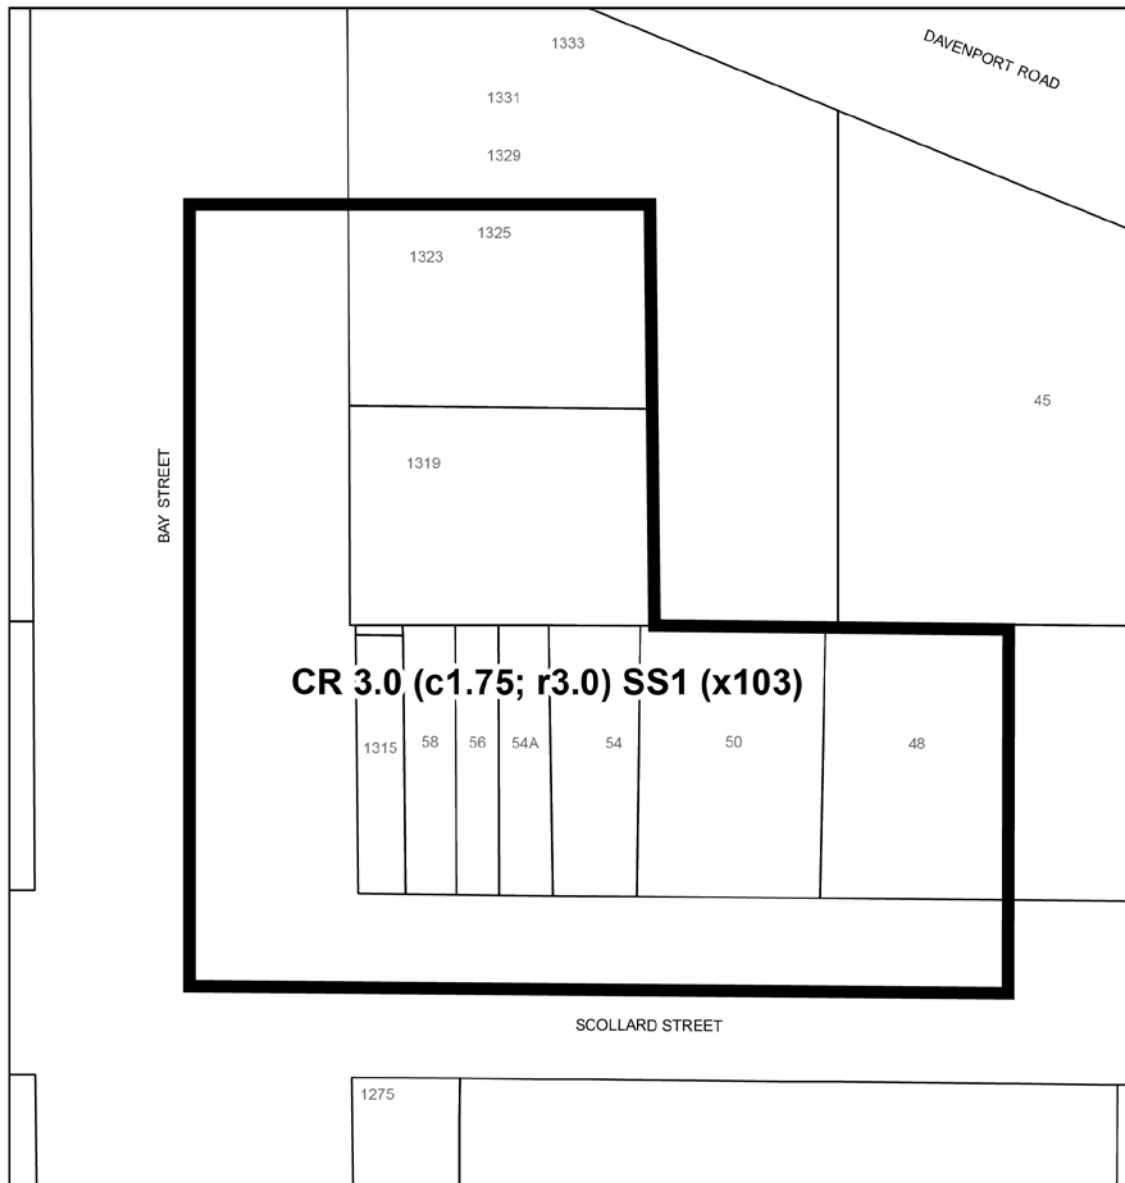 1333
DAVENPORT ROAD
1331
1329
1325
1323
45
1319
BAY STREET
CR 3.0 (c1.75; r3.0) SS1 (x103)
1315
58
56
54A
54
50
48
SCOLLARD STREET
1275